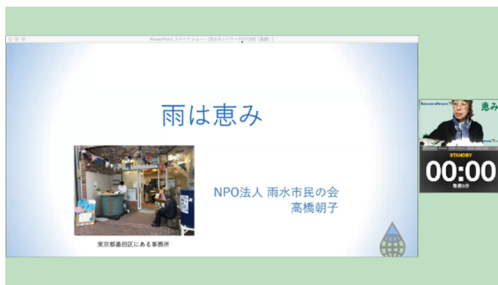 雨は恵み
NPO法人 雨水市民の会
高橋朝子
東京都墨田区にある事務所
恵み
STANDBY
00:00